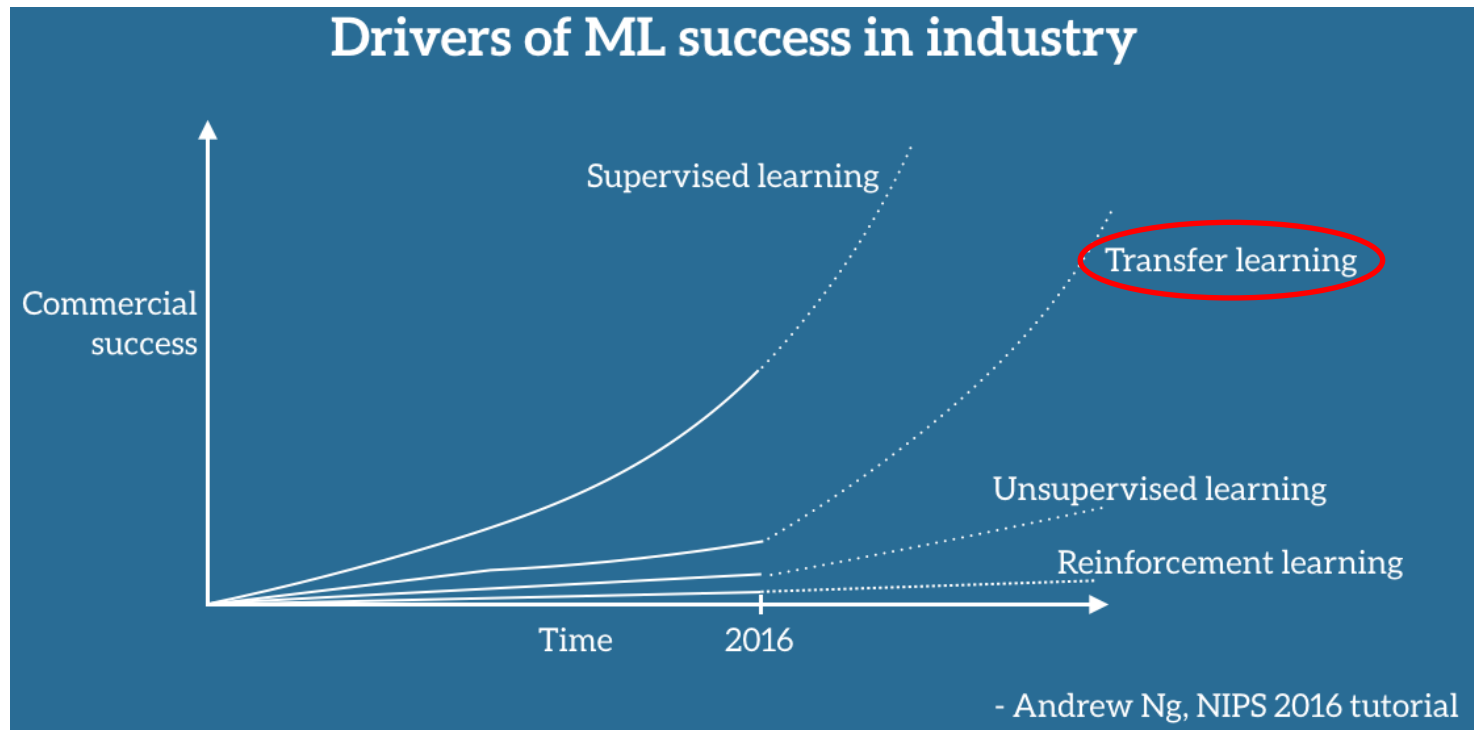 Drivers of ML success in industry
Supervised learning
Transfer learning
Commercial
success
Unsupervised learning
Reinforcement learning
Time
2016
- Andrew Ng, NIPS 2016 tutorial